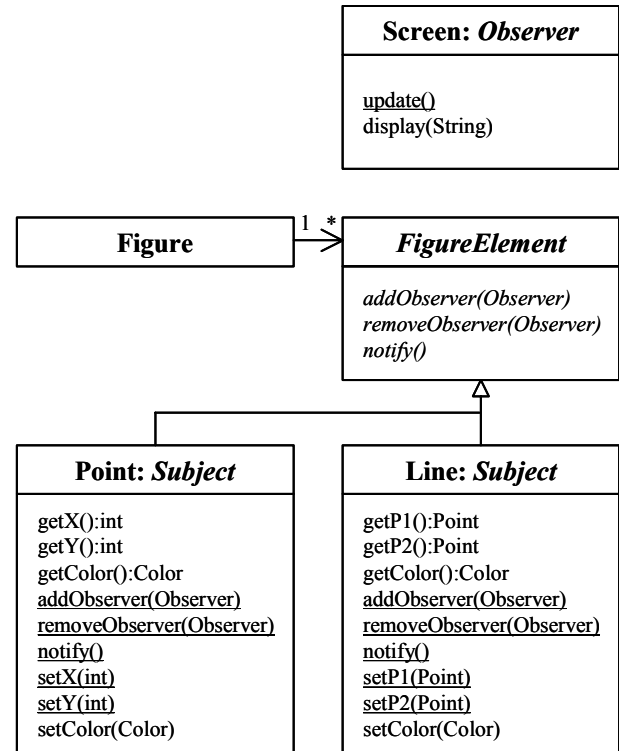 Screen: Observer
update()
display(String)
Figure
1 *
FigureElement
addObserver(Observer)
removeObserver(Observer)
notify()
Point: Subject
getX():int
getY():int
getColor():Color
addObserver(Observer)
removeObserver(Observer)
notify()
setX(int)
setY(int)
setColor(Color)
Line: Subject
getP1():Point
getP2():Point
getColor():Color
addObserver(Observer)
removeObserver(Observer)
notify()
setP1(Point)
setP2(Point)
setColor(Color)